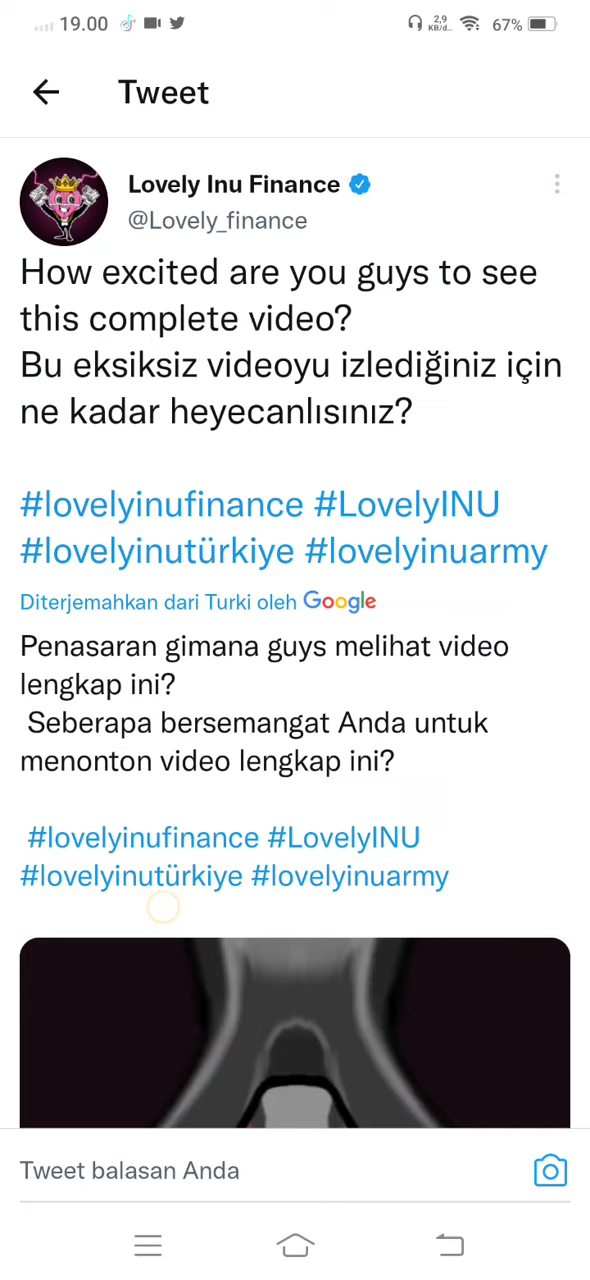 19.00 2,9 KB/d... 67%
Tweet
Lovely Inu Finance
@Lovely_finance
How excited are you guys to see
this complete video?
Bu eksiksiz videoyu izlediğiniz için
ne kadar heyecanlısınız?
#lovelyinufinance #LovelyINU
#lovelyinutürkiye #lovelyinuarmy
Diterjemahkan dari Turki oleh Google
Penasaran gimana guys melihat video
lengkap ini?
Seberapa bersemangat Anda untuk
menonton video lengkap ini?
#lovelyinufinance #LovelyINU
#lovelyinutürkiye #lovelyinuarmy
Tweet balasan Anda